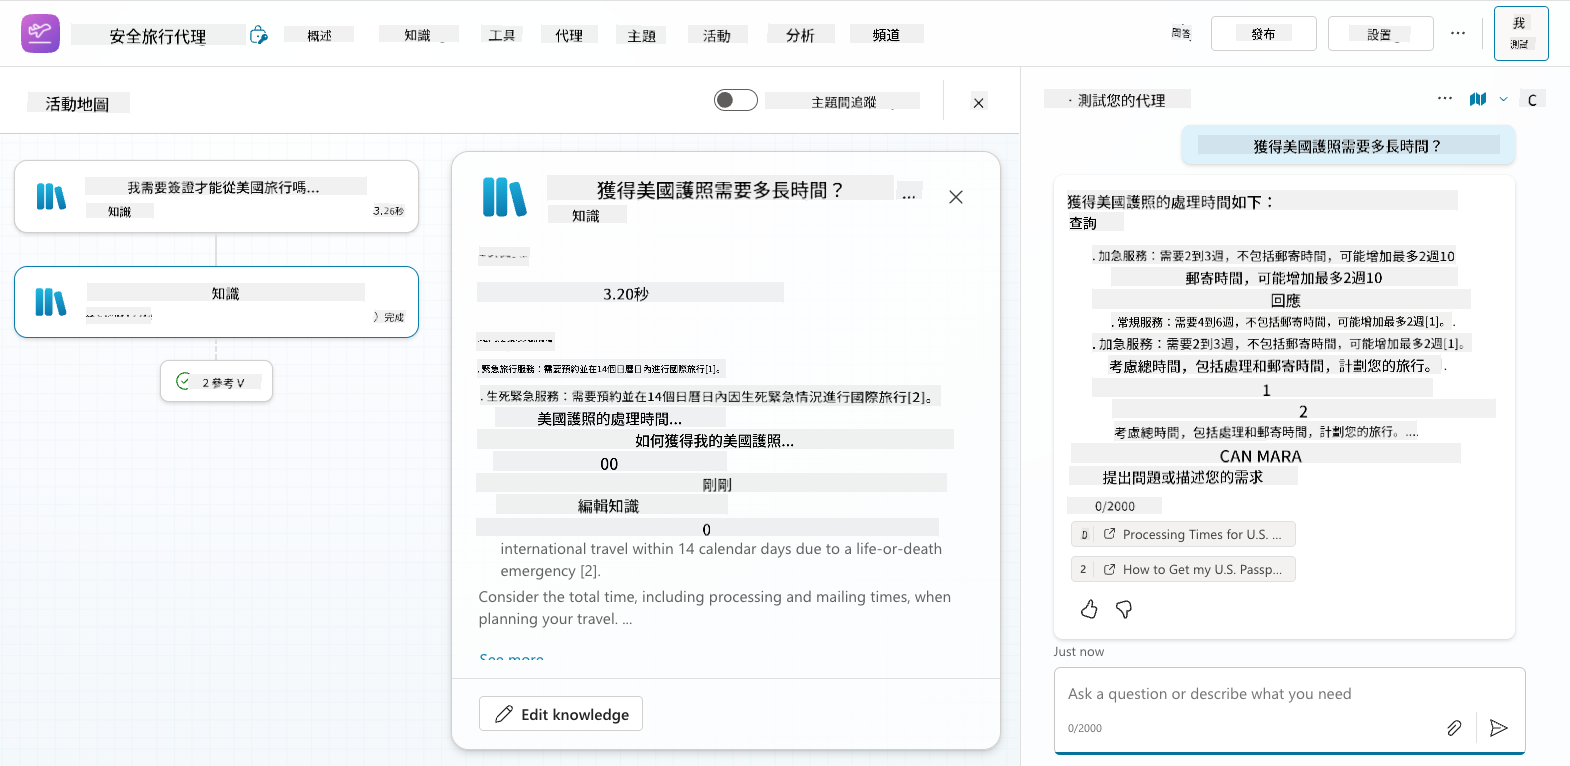 安全旅行代理
概述
知識
工具
代理
主題
活動
分析
頻道
發布
設置
...
我
測試
活動地圖
主題間追蹤
我需要簽證才能從美國旅行嗎...
知識
3.26秒
知識
) 完成
2 參考 V
獲得美國護照需要多長時間？
...
知識
3.20秒
.緊急旅行服務：需要預約並在14個日曆日內進行國際旅行[1]。
.生死緊急服務：需要預約並在14個日曆日內因生死緊急情況進行國際旅行[2]。
美國護照的處理時間...
如何獲得我的美國護照...
00
剛剛
編輯知識
0
international travel within 14 calendar days due to a life-or-death
emergency [2].
Consider the total time, including processing and mailing times, when
planning your travel. ...
See more
Edit knowledge
· 測試您的代理
...
C
獲得美國護照需要多長時間？
獲得美國護照的處理時間如下：
查詢
.加急服務：需要2到3週，不包括郵寄時間，可能增加最多2週10
郵寄時間，可能增加最多2週10
回應
.常規服務：需要4到6週，不包括郵寄時間，可能增加最多2週[1]。.
.加急服務：需要2到3週，不包括郵寄時間，可能增加最多2週[1]。
考慮總時間，包括處理和郵寄時間，計劃您的旅行。.
1
2
考慮總時間，包括處理和郵寄時間，計劃您的旅行。....
CAN MARA
提出問題或描述您的需求
0/2000
D Processing Times for U.S. ...
2 How to Get my U.S. Passp...
Just now
Ask a question or describe what you need
0/2000